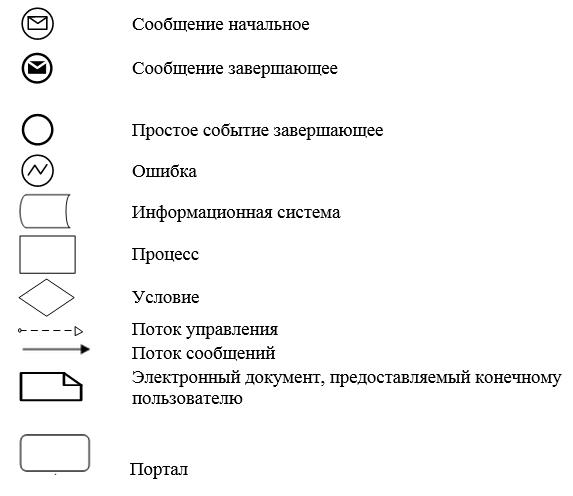 Сообщение начальное
Сообщение завершающее
Простое событие завершающее
Ошибка
Информационная система
Процесс
Условие
Поток управления
Поток сообщений
Электронный документ, предоставляемый конечному
пользователю
Портал